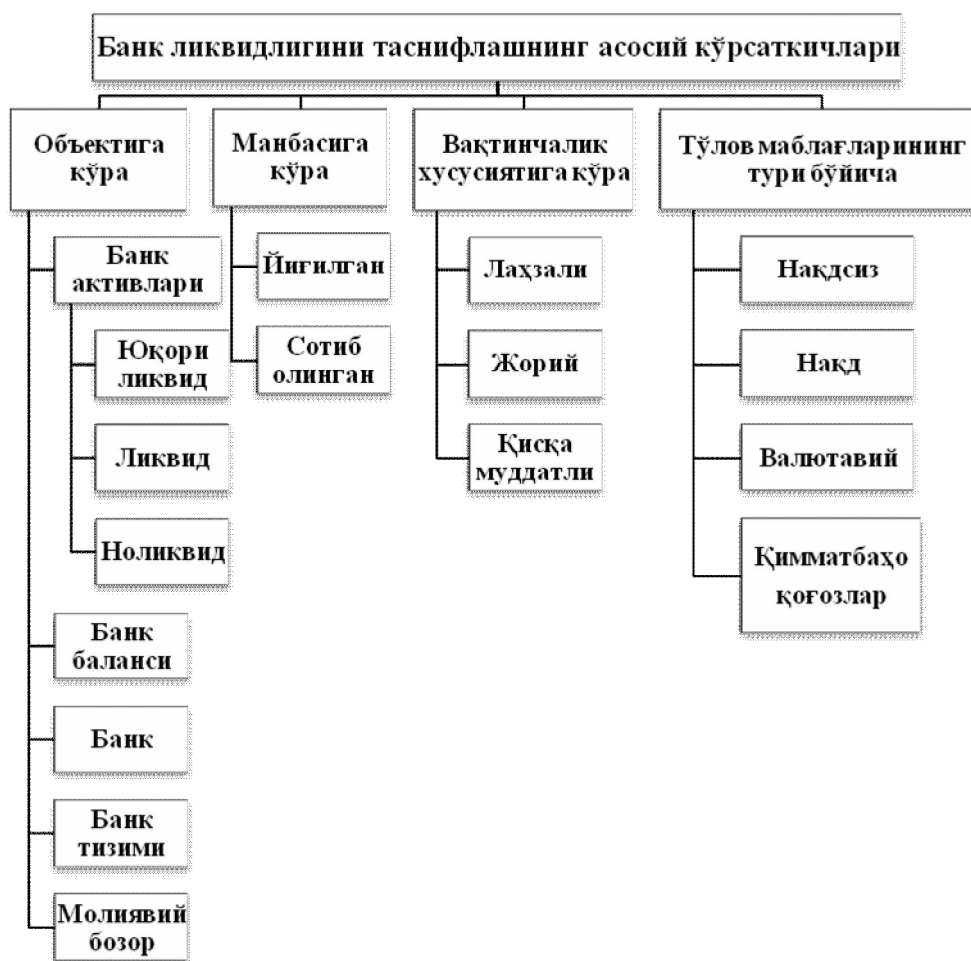 Банк ликвидлигини таснифлашнинг асосий кўрсаткичлари
Объектига
кўра
Банк
активлари
Юқори
ликвид
Ликвид
Ноликвид
Банк
баланси
Банк
Банк
тизими
Молиявий
бозор
Манбасига
кўра
Йиғилган
Сотиб
олинган
Вақтинчалик
хусусиятига кўра
Лаҳзали
Жорий
Қисқа
муддатли
Тўлов маблағларининг
тури бўйича
Нақдсиз
Нақд
Валютавий
Қимматбаҳо
қоғозлар